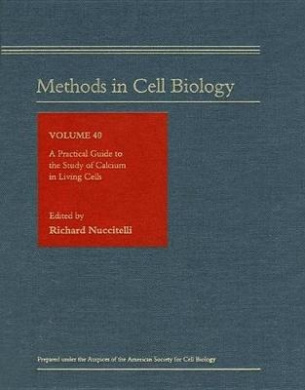 Methods in Cell Biology
VOLUME 40
A Practical Guide to
the Study of Calcium
in Living Cells
Edited by
Richard Nuccitelli
Prepared under the Auspices of the American Society for Cell Biology